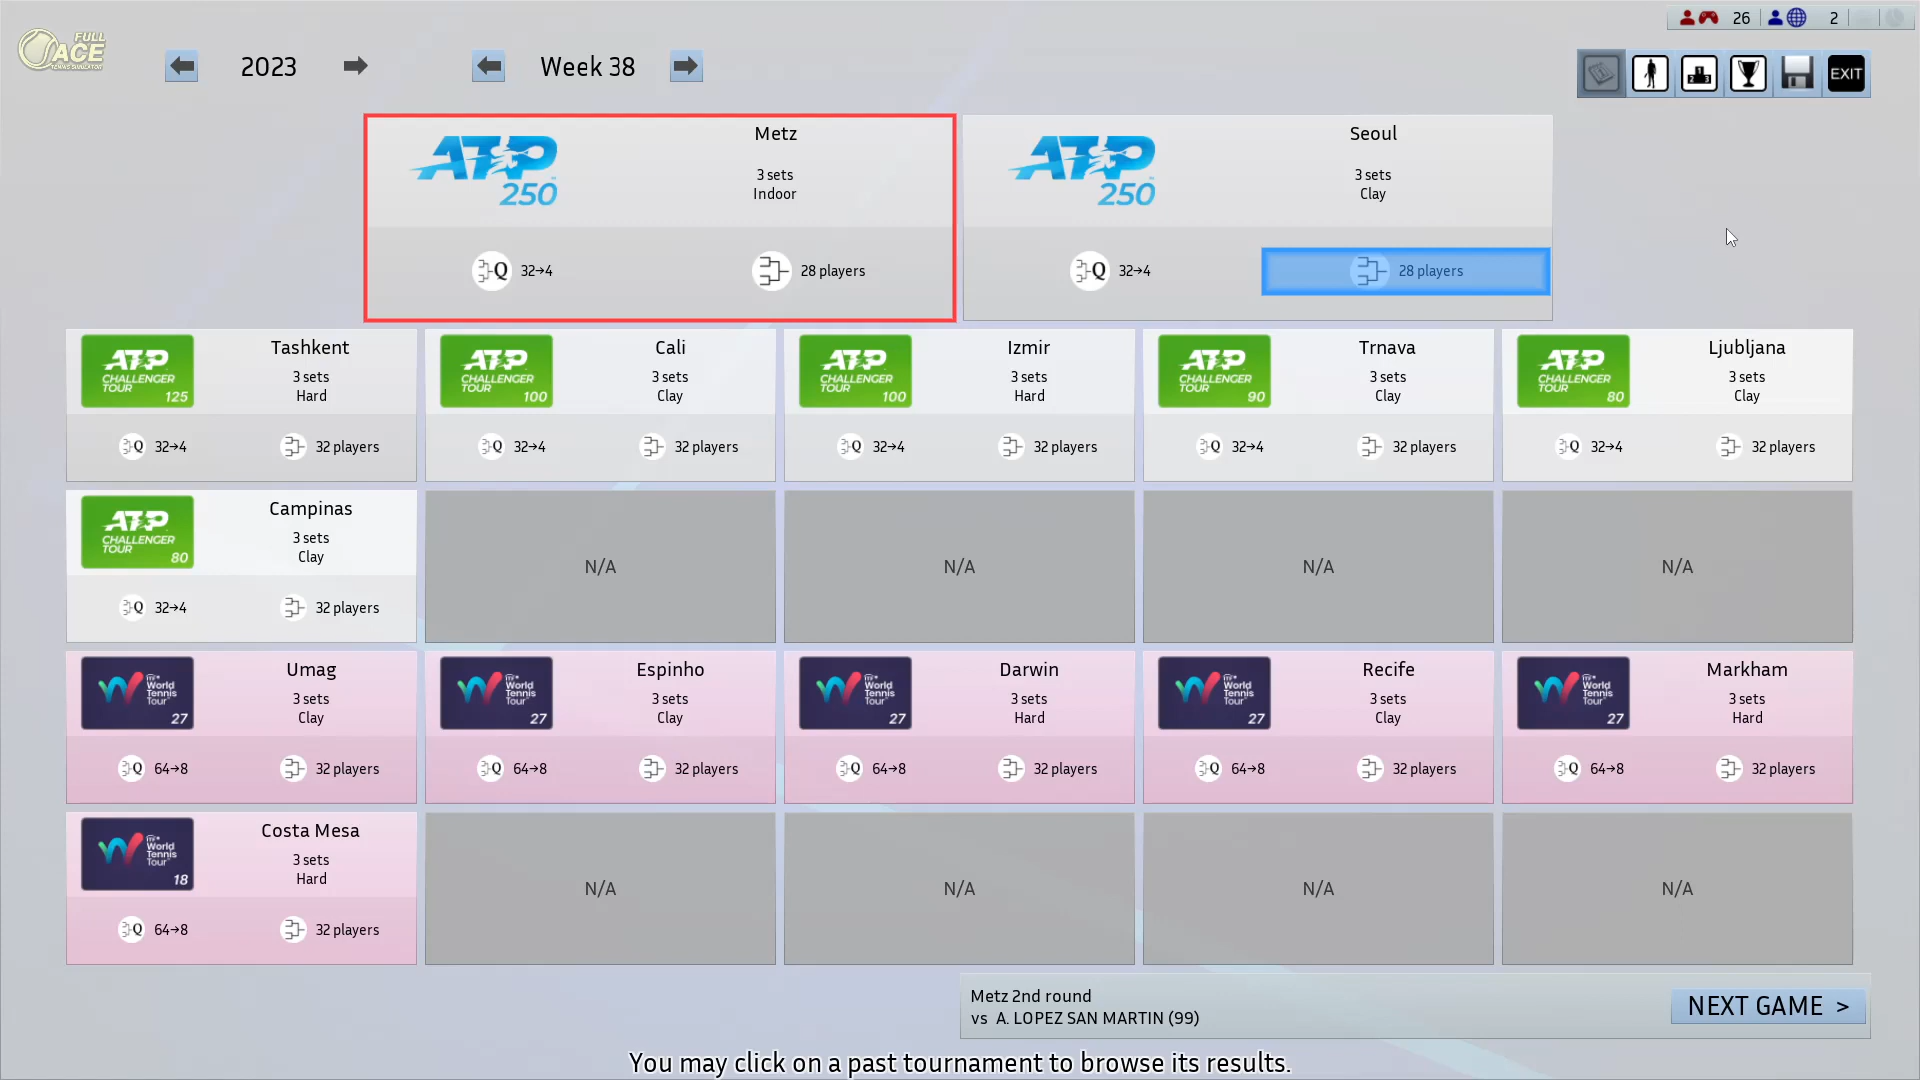 FULL
ACE
TENNIS SIMULATOR
2023
Week 38
26
2
EXIT
ATP
250
Metz
3 sets
Indoor
Q
32→4
28 players
ATP
250
Seoul
3 sets
Clay
Q
32→4
28 players
ATP
CHALLENGER
TOUR
125
Tashkent
3 sets
Hard
Q
32→4
32 players
ATP
CHALLENGER
TOUR
100
Cali
3 sets
Clay
Q
32→4
32 players
ATP
CHALLENGER
TOUR
100
Izmir
3 sets
Hard
Q
32→4
32 players
ATP
CHALLENGER
TOUR
90
Trnava
3 sets
Clay
Q
32→4
32 players
ATP
CHALLENGER
TOUR
80
Ljubljana
3 sets
Clay
Q
32→4
32 players
ATP
CHALLENGER
TOUR
80
Campinas
3 sets
Clay
Q
32→4
32 players
N/A
N/A
N/A
N/A
ITF
World
Tennis
Tour
27
Umag
3 sets
Clay
Q
64→8
32 players
ITF
World
Tennis
Tour
27
Espinho
3 sets
Clay
Q
64→8
32 players
ITF
World
Tennis
Tour
27
Darwin
3 sets
Hard
Q
64→8
32 players
ITF
World
Tennis
Tour
27
Recife
3 sets
Clay
Q
64→8
32 players
ITF
World
Tennis
Tour
27
Markham
3 sets
Hard
Q
64→8
32 players
ITF
World
Tennis
Tour
18
Costa Mesa
3 sets
Hard
Q
64→8
32 players
N/A
N/A
N/A
N/A
Metz 2nd round
vs A. LOPEZ SAN MARTIN (99)
NEXT GAME >
You may click on a past tournament to browse its results.